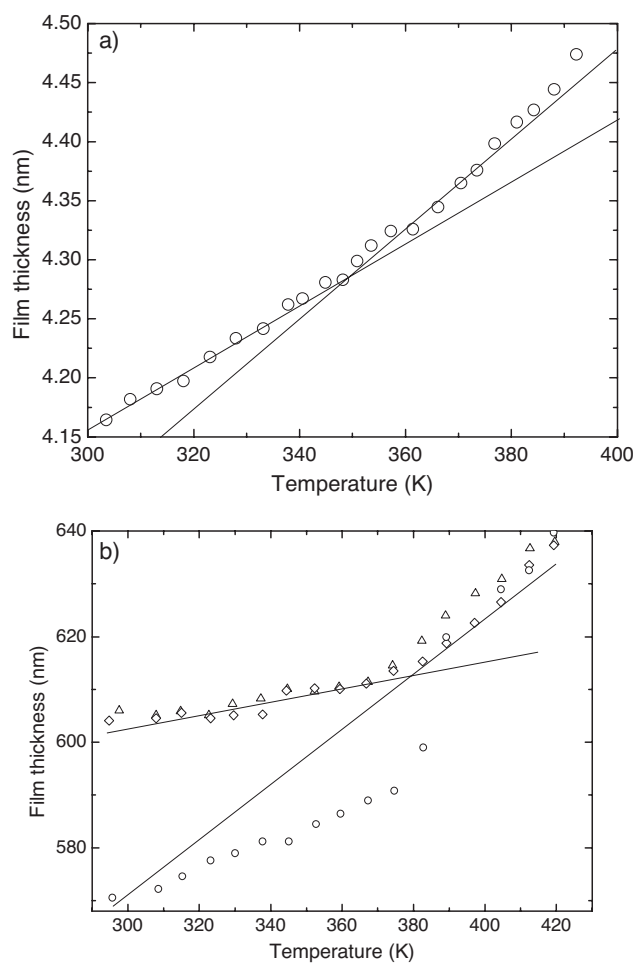 a)
4.50
4.45
4.40
4.35
4.30
4.25
4.20
4.15
Film thickness (nm)
300 320 340 360 380 400
Temperature (K)
b)
640
620
600
580
Film thickness (nm)
300 320 340 360 380 400 420
Temperature (K)